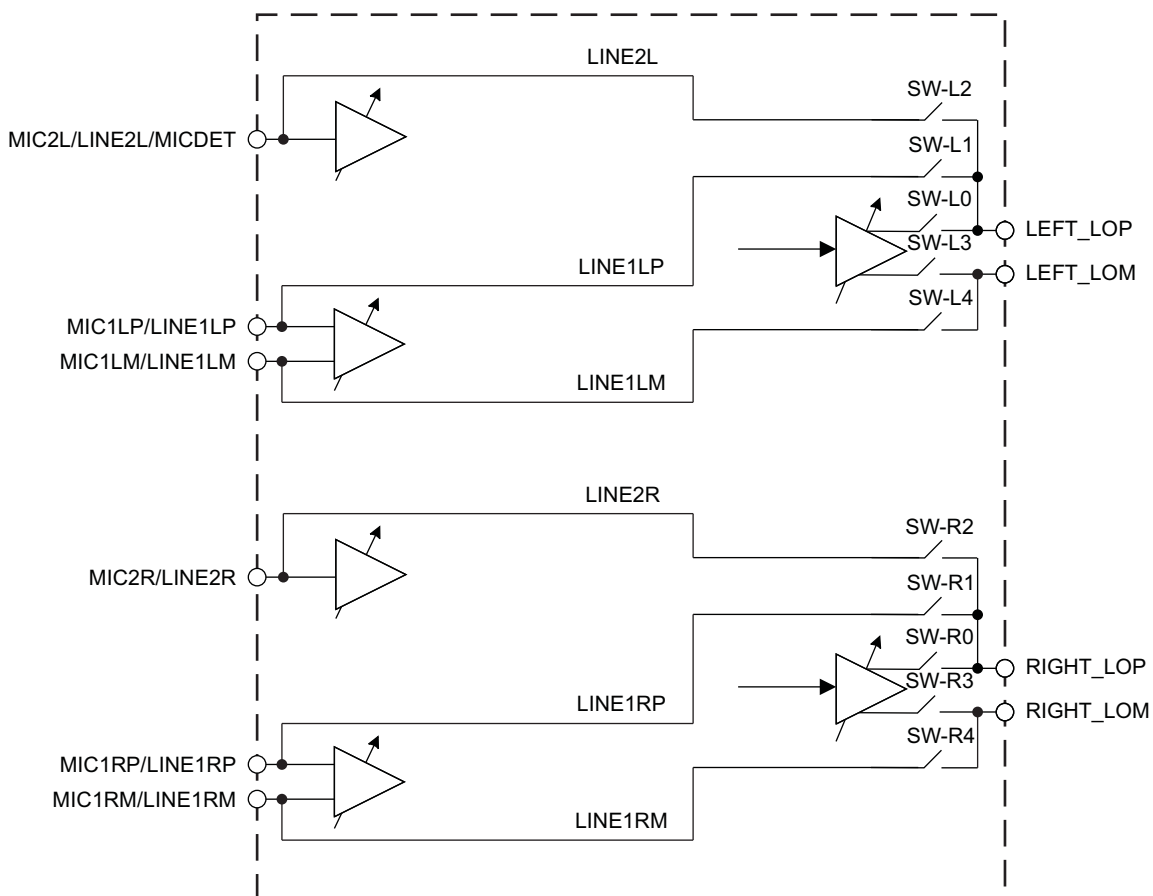 LINE2L
SW-L2
MIC2L/LINE2L/MICDET
SW-L1
SW-L0
LEFT_LOP
SW-L3
LINE1LP
LEFT_LOM
SW-L4
MIC1LP/LINE1LP
MIC1LM/LINE1LM
LINE1LM
LINE2R
SW-R2
MIC2R/LINE2R
SW-R1
SW-R0
RIGHT_LOP
SW-R3
LINE1RP
RIGHT_LOM
SW-R4
MIC1RP/LINE1RP
MIC1RM/LINE1RM
LINE1RM